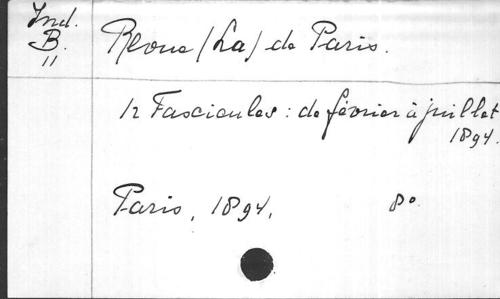 Ind.
B.
11
Revue (La) de Paris.
12 Fascicules : de février à juillet
1894.
Paris, 1894. 8°